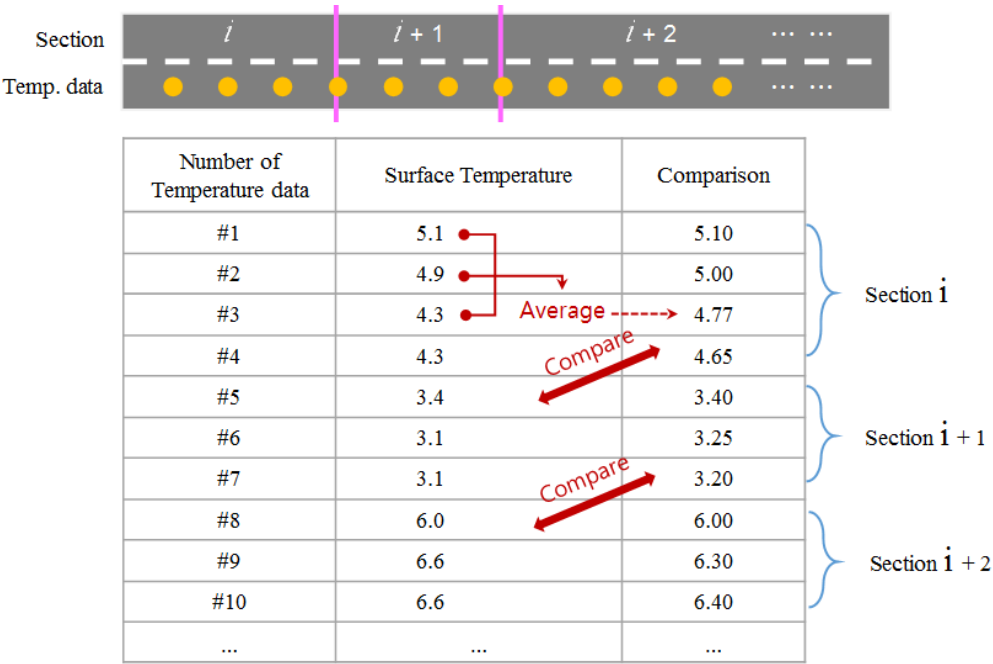 Section i i + 1 i + 2 ... ... ...
Temp. data ... ... ...
Number of
Temperature data
Surface Temperature
Comparison
#1 5.1 5.10
#2 4.9 5.00
#3 4.3 Average 4.77
#4 4.3 Compare 4.65
Section i
#5 3.4 3.40
#6 3.1 3.25
#7 3.1 Compare 3.20
Section i + 1
#8 6.0 6.00
#9 6.6 6.30
#10 6.6 6.40
Section i + 2
... ... ...